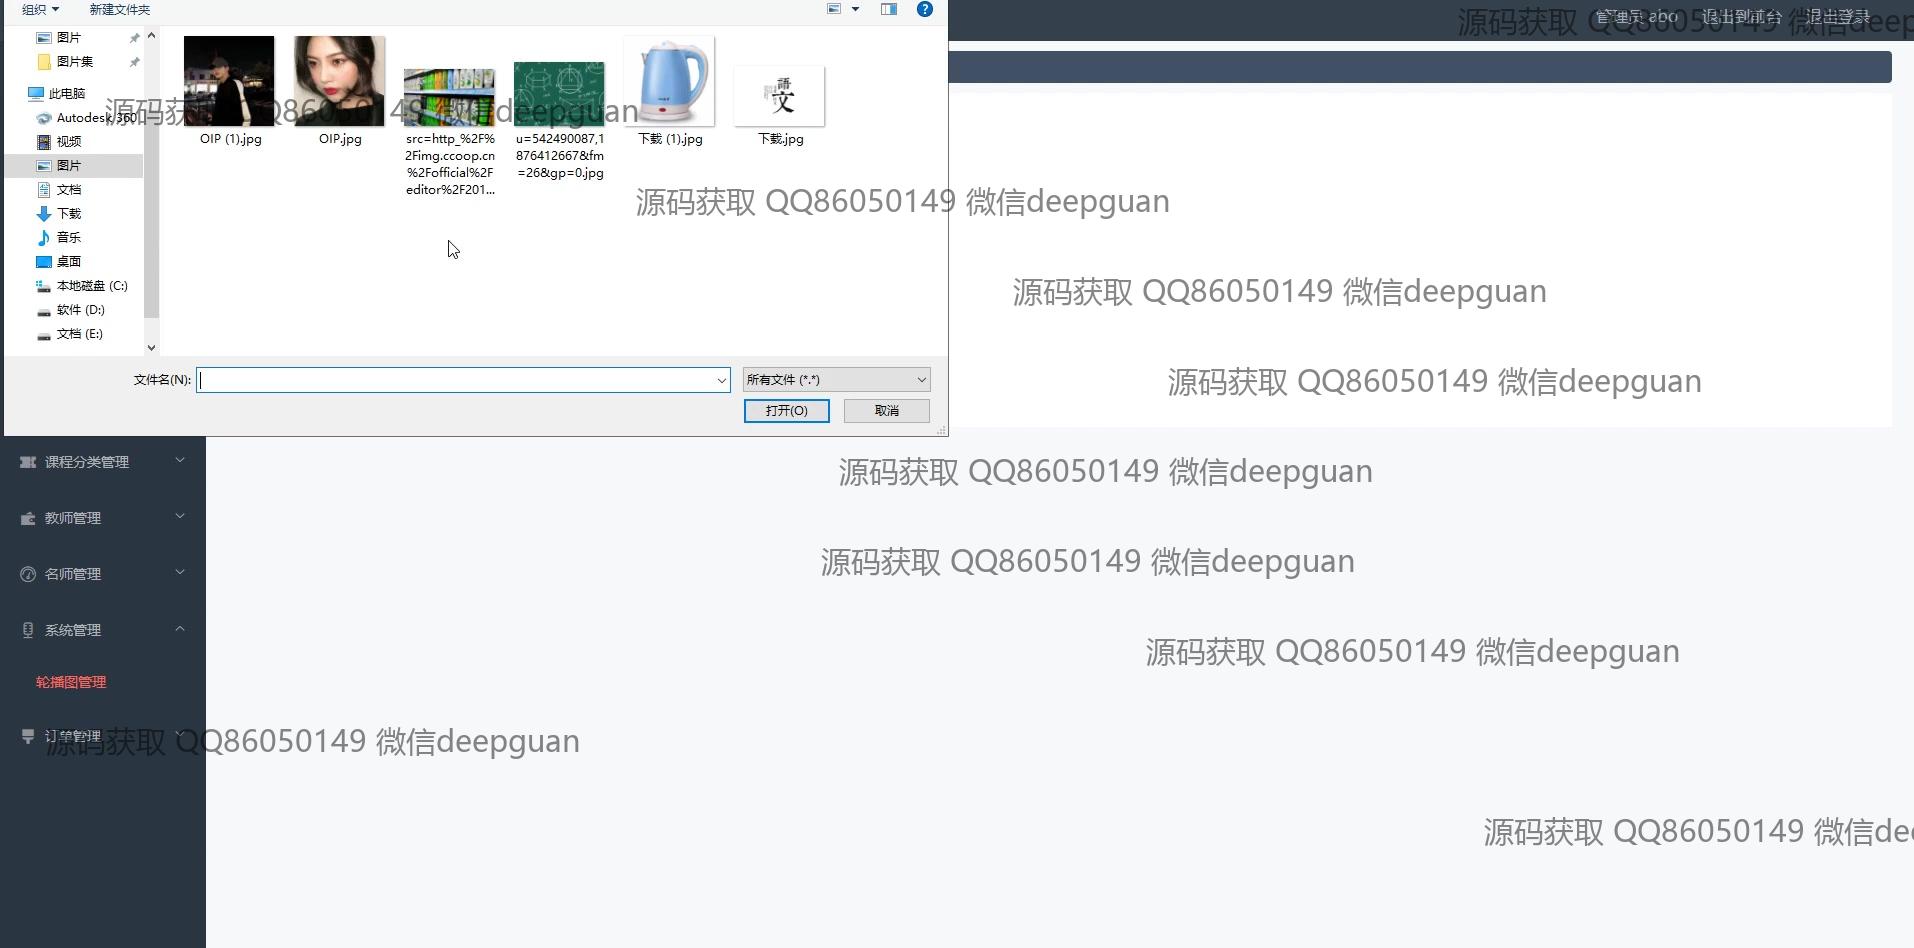 组织 新建文件夹
管理员 abo 退出到前台 退出登录
源码获取 QQ86050149 微信deep
图片
图片集
此电脑
Autodesk 360
视频
图片
文档
下载
音乐
桌面
本地磁盘 (C:)
软件 (D:)
文档 (E:)
源码获取 QQ86050149 微信deepguan
OIP (1).jpg
OIP.jpg
src=http_%2F%
2Fimg.ccoop.cn
%2Fofficial%2F
editor%2F201...
u=542490087,1
876412667&fm
=26&gp=0.jpg
下载 (1).jpg
語文
下载.jpg
源码获取 QQ86050149 微信deepguan
源码获取 QQ86050149 微信deepguan
文件名(N): 所有文件 (*.*)
打开(O) 取消
源码获取 QQ86050149 微信deepguan
课程分类管理
源码获取 QQ86050149 微信deepguan
教师管理
源码获取 QQ86050149 微信deepguan
名师管理
系统管理
源码获取 QQ86050149 微信deepguan
轮播图管理
订单管理
源码获取 QQ86050149 微信deepguan
源码获取 QQ86050149 微信dee